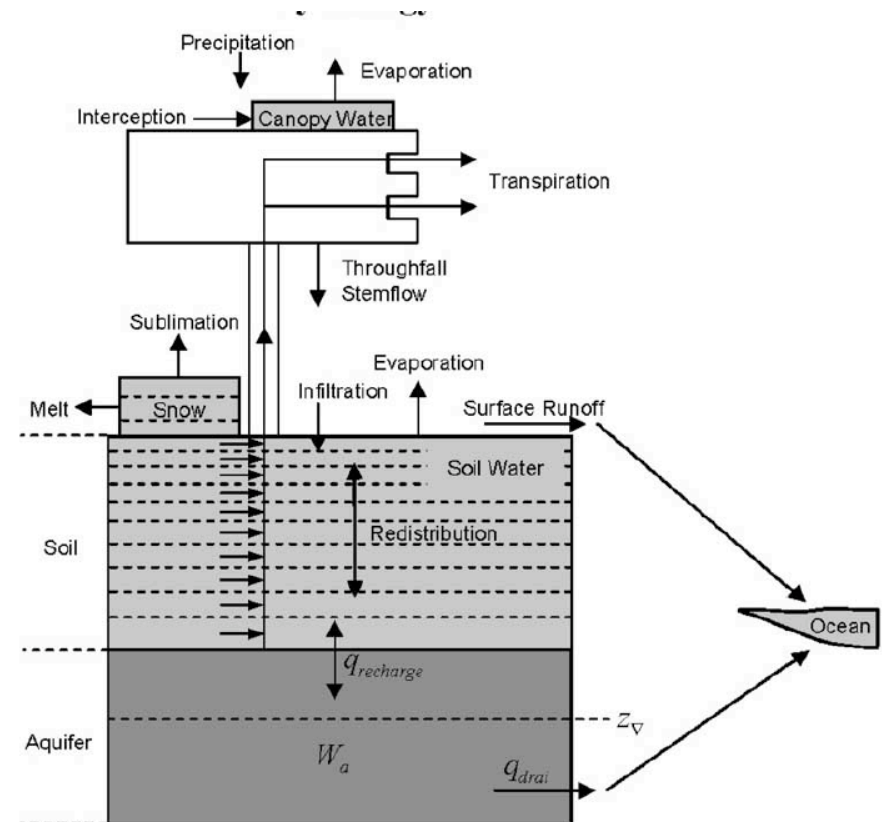 Precipitation
Evaporation
Interception
Canopy Water
Transpiration
Throughfall
Stemflow
Sublimation
Evaporation
Infiltration
Melt
Snow
Surface Runoff
Soil Water
Soil
Redistribution
Ocean
q_recharge
z_∇
Aquifer
W_a
q_drai